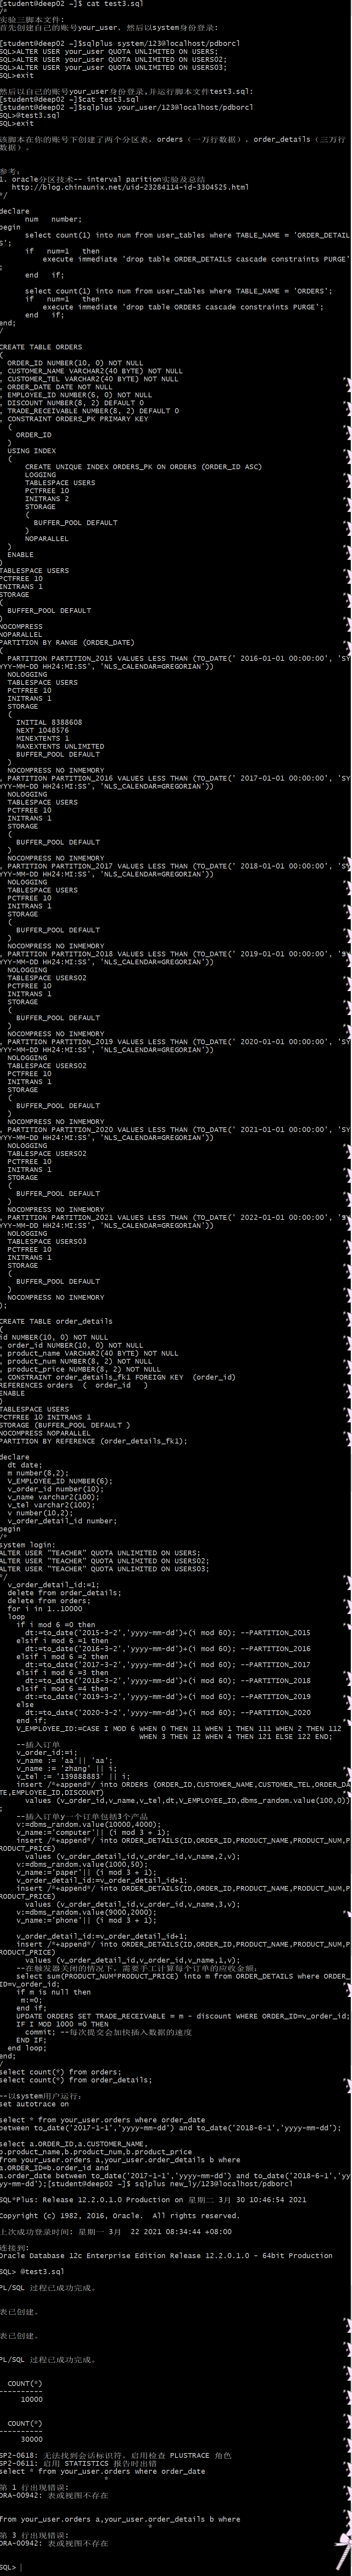 [student@deep02 ~]$ cat test3.sql
/*
实验三脚本文件:
首先创建自己的账号your_user, 然后以system身份登录:

[student@deep02 ~]$sqlplus system/123@localhost/pdborcl
SQL>ALTER USER your_user QUOTA UNLIMITED ON USERS;
SQL>ALTER USER your_user QUOTA UNLIMITED ON USERS02;
SQL>ALTER USER your_user QUOTA UNLIMITED ON USERS03;
SQL>exit

然后以自己的账号your_user身份登录,并运行脚本文件test3.sql:
[student@deep02 ~]$cat test3.sql
[student@deep02 ~]$sqlplus your_user/123@localhost/pdborcl
SQL>@test3.sql
SQL>exit

该脚本在你的账号下创建了两个分区表，orders（一万行数据），order_details（三万行
数据）。

参考:
1. oracle分区技术-- interval parition实验及总结
   http://blog.chinaunix.net/uid-23284114-id-3304525.html
*/

declare
      num   number;
begin
      select count(1) into num from user_tables where TABLE_NAME = 'ORDER_DETAIL
S';
      if   num=1   then
          execute immediate 'drop table ORDER_DETAILS cascade constraints PURGE'
;
      end   if;

      select count(1) into num from user_tables where TABLE_NAME = 'ORDERS';
      if   num=1   then
          execute immediate 'drop table ORDERS cascade constraints PURGE';
      end   if;
end;
/

CREATE TABLE ORDERS
(
  ORDER_ID NUMBER(10, 0) NOT NULL
, CUSTOMER_NAME VARCHAR2(40 BYTE) NOT NULL
, CUSTOMER_TEL VARCHAR2(40 BYTE) NOT NULL
, ORDER_DATE DATE NOT NULL
, EMPLOYEE_ID NUMBER(6, 0) NOT NULL
, DISCOUNT NUMBER(8, 2) DEFAULT 0
, TRADE_RECEIVABLE NUMBER(8, 2) DEFAULT 0
, CONSTRAINT ORDERS_PK PRIMARY KEY
  (
    ORDER_ID
  )
  USING INDEX
  (
      CREATE UNIQUE INDEX ORDERS_PK ON ORDERS (ORDER_ID ASC)
      LOGGING
      TABLESPACE USERS
      PCTFREE 10
      INITRANS 2
      STORAGE
      (
        BUFFER_POOL DEFAULT
      )
      NOPARALLEL
  )
  ENABLE
)
TABLESPACE USERS
PCTFREE 10
INITRANS 1
STORAGE
(
  BUFFER_POOL DEFAULT
)
NOCOMPRESS
NOPARALLEL
PARTITION BY RANGE (ORDER_DATE)
(
  PARTITION PARTITION_2015 VALUES LESS THAN (TO_DATE(' 2016-01-01 00:00:00', 'SY
YYY-MM-DD HH24:MI:SS', 'NLS_CALENDAR=GREGORIAN'))
  NOLOGGING
  TABLESPACE USERS
  PCTFREE 10
  INITRANS 1
  STORAGE
  (
    INITIAL 8388608
    NEXT 1048576
    MINEXTENTS 1
    MAXEXTENTS UNLIMITED
    BUFFER_POOL DEFAULT
  )
  NOCOMPRESS NO INMEMORY
, PARTITION PARTITION_2016 VALUES LESS THAN (TO_DATE(' 2017-01-01 00:00:00', 'SY
YYY-MM-DD HH24:MI:SS', 'NLS_CALENDAR=GREGORIAN'))
  NOLOGGING
  TABLESPACE USERS
  PCTFREE 10
  INITRANS 1
  STORAGE
  (
    BUFFER_POOL DEFAULT
  )
  NOCOMPRESS NO INMEMORY
, PARTITION PARTITION_2017 VALUES LESS THAN (TO_DATE(' 2018-01-01 00:00:00', 'SY
YYY-MM-DD HH24:MI:SS', 'NLS_CALENDAR=GREGORIAN'))
  NOLOGGING
  TABLESPACE USERS
  PCTFREE 10
  INITRANS 1
  STORAGE
  (
    BUFFER_POOL DEFAULT
  )
  NOCOMPRESS NO INMEMORY
, PARTITION PARTITION_2018 VALUES LESS THAN (TO_DATE(' 2019-01-01 00:00:00', 'SY
YYY-MM-DD HH24:MI:SS', 'NLS_CALENDAR=GREGORIAN'))
  NOLOGGING
  TABLESPACE USERS02
  PCTFREE 10
  INITRANS 1
  STORAGE
  (
    BUFFER_POOL DEFAULT
  )
  NOCOMPRESS NO INMEMORY
, PARTITION PARTITION_2019 VALUES LESS THAN (TO_DATE(' 2020-01-01 00:00:00', 'SY
YYY-MM-DD HH24:MI:SS', 'NLS_CALENDAR=GREGORIAN'))
  NOLOGGING
  TABLESPACE USERS02
  PCTFREE 10
  INITRANS 1
  STORAGE
  (
    BUFFER_POOL DEFAULT
  )
  NOCOMPRESS NO INMEMORY
, PARTITION PARTITION_2020 VALUES LESS THAN (TO_DATE(' 2021-01-01 00:00:00', 'SY
YYY-MM-DD HH24:MI:SS', 'NLS_CALENDAR=GREGORIAN'))
  NOLOGGING
  TABLESPACE USERS02
  PCTFREE 10
  INITRANS 1
  STORAGE
  (
    BUFFER_POOL DEFAULT
  )
  NOCOMPRESS NO INMEMORY
, PARTITION PARTITION_2021 VALUES LESS THAN (TO_DATE(' 2022-01-01 00:00:00', 'SY
YYY-MM-DD HH24:MI:SS', 'NLS_CALENDAR=GREGORIAN'))
  NOLOGGING
  TABLESPACE USERS03
  PCTFREE 10
  INITRANS 1
  STORAGE
  (
    BUFFER_POOL DEFAULT
  )
  NOCOMPRESS NO INMEMORY
);

CREATE TABLE order_details
(
id NUMBER(10, 0) NOT NULL
, order_id NUMBER(10, 0) NOT NULL
, product_name VARCHAR2(40 BYTE) NOT NULL
, product_num NUMBER(8, 2) NOT NULL
, product_price NUMBER(8, 2) NOT NULL
, CONSTRAINT order_details_fk1 FOREIGN KEY  (order_id)
REFERENCES orders  (  order_id   )
ENABLE
)
TABLESPACE USERS
PCTFREE 10 INITRANS 1
STORAGE (BUFFER_POOL DEFAULT )
NOCOMPRESS NOPARALLEL
PARTITION BY REFERENCE (order_details_fk1);

declare
  dt date;
  m number(8,2);
  V_EMPLOYEE_ID NUMBER(6);
  v_order_id number(10);
  v_name varchar2(100);
  v_tel varchar2(100);
  v number(10,2);
  v_order_detail_id number;
begin
/*
system login:
ALTER USER "TEACHER" QUOTA UNLIMITED ON USERS;
ALTER USER "TEACHER" QUOTA UNLIMITED ON USERS02;
ALTER USER "TEACHER" QUOTA UNLIMITED ON USERS03;
*/
  v_order_detail_id:=1;
  delete from order_details;
  delete from orders;
  for i in 1..10000
  loop
    if i mod 6 =0 then
      dt:=to_date('2015-3-2','yyyy-mm-dd')+(i mod 60); --PARTITION_2015
    elsif i mod 6 =1 then
      dt:=to_date('2016-3-2','yyyy-mm-dd')+(i mod 60); --PARTITION_2016
    elsif i mod 6 =2 then
      dt:=to_date('2017-3-2','yyyy-mm-dd')+(i mod 60); --PARTITION_2017
    elsif i mod 6 =3 then
      dt:=to_date('2018-3-2','yyyy-mm-dd')+(i mod 60); --PARTITION_2018
    elsif i mod 6 =4 then
      dt:=to_date('2019-3-2','yyyy-mm-dd')+(i mod 60); --PARTITION_2019
    else
      dt:=to_date('2020-3-2','yyyy-mm-dd')+(i mod 60); --PARTITION_2020
    end if;
    V_EMPLOYEE_ID:=CASE I MOD 6 WHEN 0 THEN 11 WHEN 1 THEN 111 WHEN 2 THEN 112
                                WHEN 3 THEN 12 WHEN 4 THEN 121 ELSE 122 END;
    --插入订单
    v_order_id:=i;
    v_name := 'aa'|| 'aa';
    v_name := 'zhang' || i;
    v_tel := '139888883' || i;
    insert /*+append*/ into ORDERS (ORDER_ID,CUSTOMER_NAME,CUSTOMER_TEL,ORDER_DA
TE,EMPLOYEE_ID,DISCOUNT)
      values (v_order_id,v_name,v_tel,dt,V_EMPLOYEE_ID,dbms_random.value(100,0))
;
    --插入订单y一个订单包括3个产品
    v:=dbms_random.value(10000,4000);
    v_name:='computer'|| (i mod 3 + 1);
    insert /*+append*/ into ORDER_DETAILS(ID,ORDER_ID,PRODUCT_NAME,PRODUCT_NUM,P
RODUCT_PRICE)
      values (v_order_detail_id,v_order_id,v_name,2,v);
    v:=dbms_random.value(1000,50);
    v_name:='paper'|| (i mod 3 + 1);
    v_order_detail_id:=v_order_detail_id+1;
    insert /*+append*/ into ORDER_DETAILS(ID,ORDER_ID,PRODUCT_NAME,PRODUCT_NUM,P
RODUCT_PRICE)
      values (v_order_detail_id,v_order_id,v_name,3,v);
    v:=dbms_random.value(9000,2000);
    v_name:='phone'|| (i mod 3 + 1);

    v_order_detail_id:=v_order_detail_id+1;
    insert /*+append*/ into ORDER_DETAILS(ID,ORDER_ID,PRODUCT_NAME,PRODUCT_NUM,P
RODUCT_PRICE)
      values (v_order_detail_id,v_order_id,v_name,1,v);
    --在触发器关闭的情况下，需要手工计算每个订单的应收金额:
    select sum(PRODUCT_NUM*PRODUCT_PRICE) into m from ORDER_DETAILS where ORDER_
ID=v_order_id;
    if m is null then
     m:=0;
    end if;
    UPDATE ORDERS SET TRADE_RECEIVABLE = m - discount WHERE ORDER_ID=v_order_id;
    IF I MOD 1000 =0 THEN
      commit; --每次提交会加快插入数据的速度
    END IF;
  end loop;
end;
/
select count(*) from orders;
select count(*) from order_details;

--以system用户运行:
set autotrace on

select * from your_user.orders where order_date
between to_date('2017-1-1','yyyy-mm-dd') and to_date('2018-6-1','yyyy-mm-dd');

select a.ORDER_ID,a.CUSTOMER_NAME,
b.product_name,b.product_num,b.product_price
from your_user.orders a,your_user.order_details b where
a.ORDER_ID=b.order_id and
a.order_date between to_date('2017-1-1','yyyy-mm-dd') and to_date('2018-6-1','yy
yy-mm-dd');[student@deep02 ~]$ sqlplus new_ly/123@localhost/pdborcl

SQL*Plus: Release 12.2.0.1.0 Production on 星期二 3月 30 10:46:54 2021

Copyright (c) 1982, 2016, Oracle.  All rights reserved.

上次成功登录时间: 星期一 3月  22 2021 08:34:44 +08:00

连接到:
Oracle Database 12c Enterprise Edition Release 12.2.0.1.0 - 64bit Production

SQL> @test3.sql

PL/SQL 过程已成功完成。

表已创建。

表已创建。

PL/SQL 过程已成功完成。

  COUNT(*)
----------
     10000

  COUNT(*)
----------
     30000

SP2-0618: 无法找到会话标识符。启用检查 PLUSTRACE 角色
SP2-0611: 启用 STATISTICS 报告时出错
select * from your_user.orders where order_date
                        *
第 1 行出现错误:
ORA-00942: 表或视图不存在

from your_user.orders a,your_user.order_details b where
                                  *
第 3 行出现错误:
ORA-00942: 表或视图不存在

SQL>